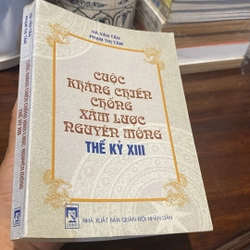 HÀ VĂN TẤN
PHẠM THỊ TÂM
CUỘC
KHÁNG CHIẾN
CHỐNG
XÂM LƯỢC
NGUYÊN MÔNG
THẾ KỶ XIII
NHÀ XUẤT BẢN QUÂN ĐỘI NHÂN DÂN